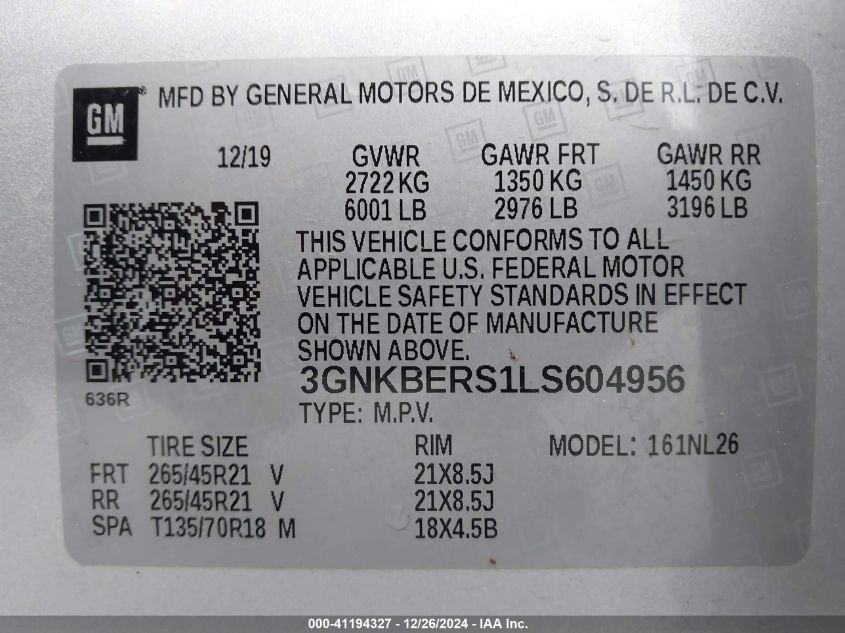 GM ® MFD BY GENERAL MOTORS DE MEXICO, S. DE R.L. DE C.V.
12/19 GVWR GAWR FRT GAWR RR
2722 KG 1350 KG 1450 KG
6001 LB 2976 LB 3196 LB
THIS VEHICLE CONFORMS TO ALL
APPLICABLE U.S. FEDERAL MOTOR
VEHICLE SAFETY STANDARDS IN EFFECT
ON THE DATE OF MANUFACTURE
SHOWN ABOVE.
3GNKBERS1LS604956
636R
TYPE: M.P.V.
TIRE SIZE RIM MODEL: 161NL26
FRT 265/45R21 V 21X8.5J
RR 265/45R21 V 21X8.5J
SPA T135/70R18 M 18X4.5B
000-41194327 - 12/26/2024 - IAA Inc.